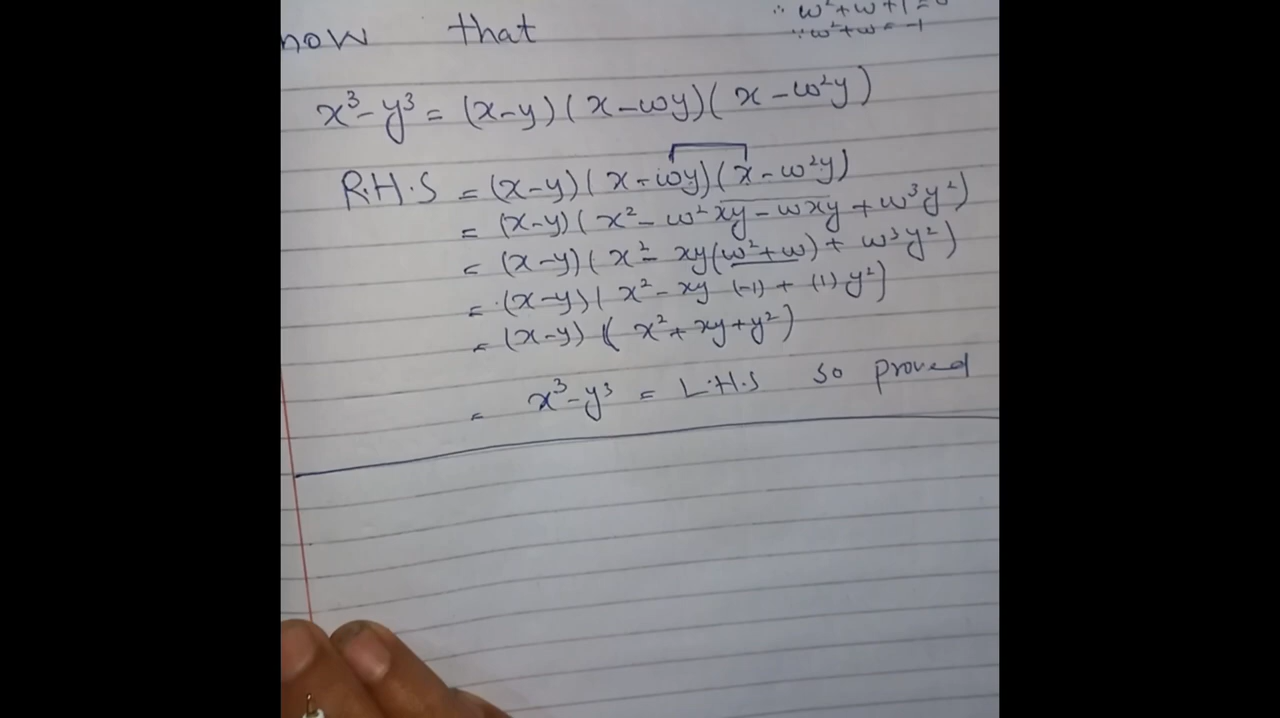 ∴ ω²+ω+1=0
∵ω²+ω = -1
how that
x³-y³ = (x-y)(x-ωy)(x-ω²y)
R.H.S = (x-y)(x-ωy)(x-ω²y)
= (x-y)(x²-ω²xy-ωxy+ω³y²)
= (x-y)(x²-xy(ω²+ω)+ω³y²)
= (x-y)(x²-xy(-1)+(1)y²)
= (x-y)(x²+xy+y²)
= x³-y³ = L.H.S so proved